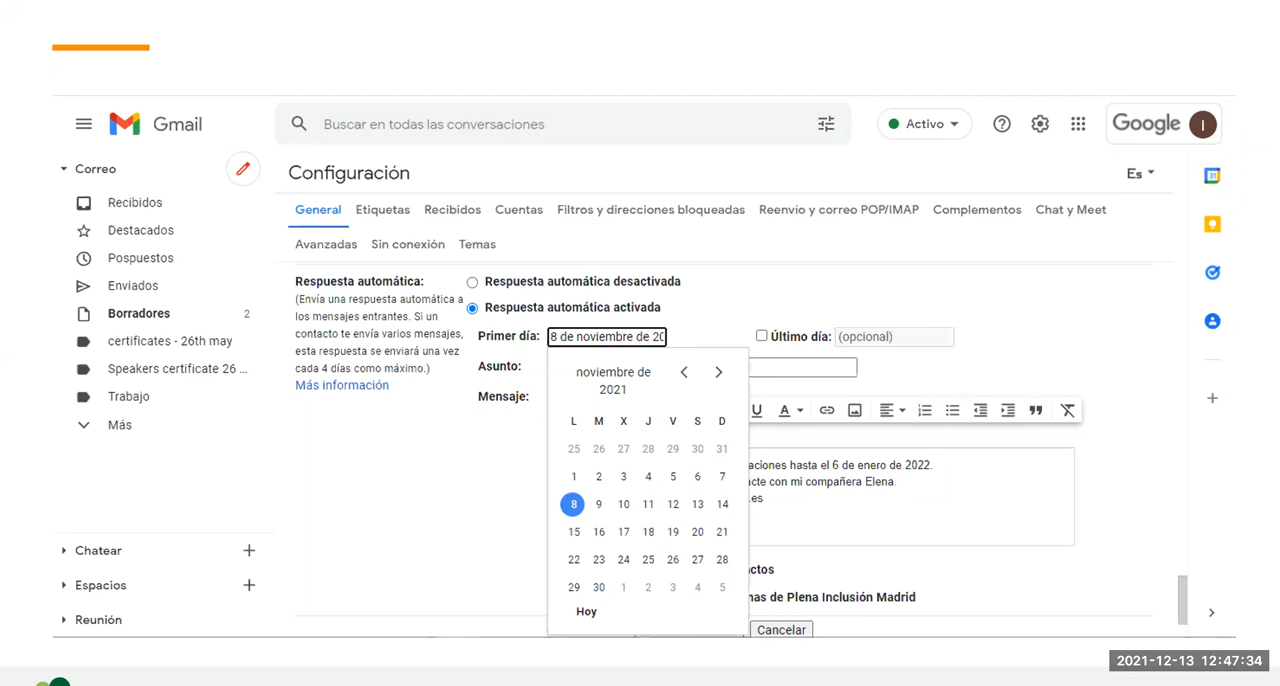 Gmail
Buscar en todas las conversaciones
Activo
Google
I
Correo
Recibidos
Destacados
Pospuestos
Enviados
Borradores 2
certificates - 26th may
Speakers certificate 26 ...
Trabajo
Más
Chatear
Espacios
Reunión
Configuración
Es
General Etiquetas Recibidos Cuentas Filtros y direcciones bloqueadas Reenvío y correo POP/IMAP Complementos Chat y Meet
Avanzadas Sin conexión Temas
Respuesta automática:
(Envía una respuesta automática a
los mensajes entrantes. Si un
contacto te envía varios mensajes,
esta respuesta se enviará una vez
cada 4 días como máximo.)
Más información
Respuesta automática desactivada
Respuesta automática activada
Primer día: 8 de noviembre de 20
Último día: (opcional)
Asunto:
Mensaje:
noviembre de
2021
L M X J V S D
25 26 27 28 29 30 31
1 2 3 4 5 6 7
8 9 10 11 12 13 14
15 16 17 18 19 20 21
22 23 24 25 26 27 28
29 30 1 2 3 4 5
Hoy
U A
aciones hasta el 6 de enero de 2022.
cte con mi compañera Elena.
.es
ctos
nas de Plena Inclusión Madrid
Cancelar
31
2021-12-13 12:47:34